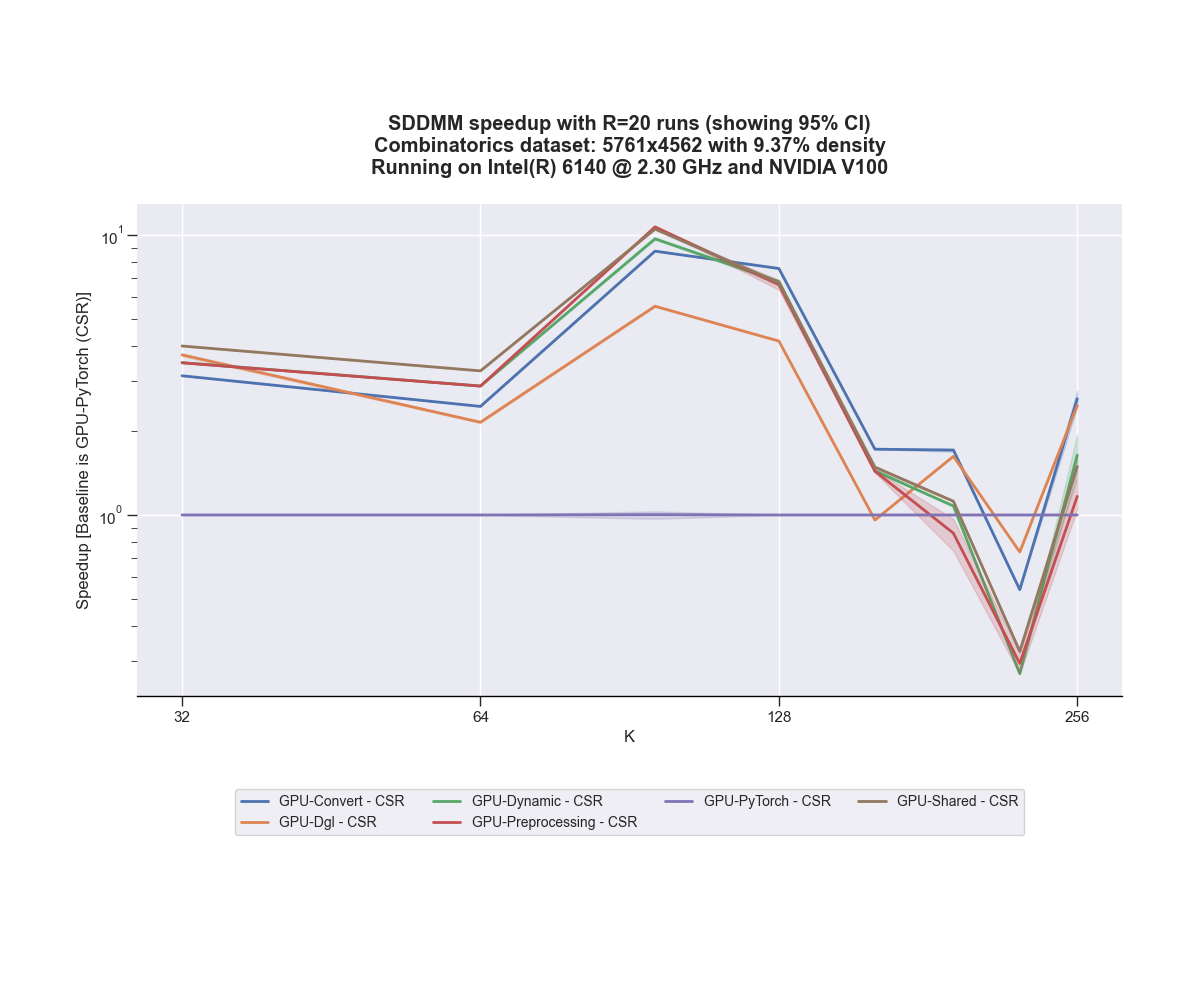 SDDMM speedup with R=20 runs (showing 95% CI)
Combinatorics dataset: 5761x4562 with 9.37% density
Running on Intel(R) 6140 @ 2.30 GHz and NVIDIA V100
Speedup [Baseline is GPU-PyTorch (CSR)]
10^1
10^0
32 64 128 256
K
GPU-Convert - CSR GPU-Dynamic - CSR GPU-PyTorch - CSR GPU-Shared - CSR
GPU-Dgl - CSR GPU-Preprocessing - CSR